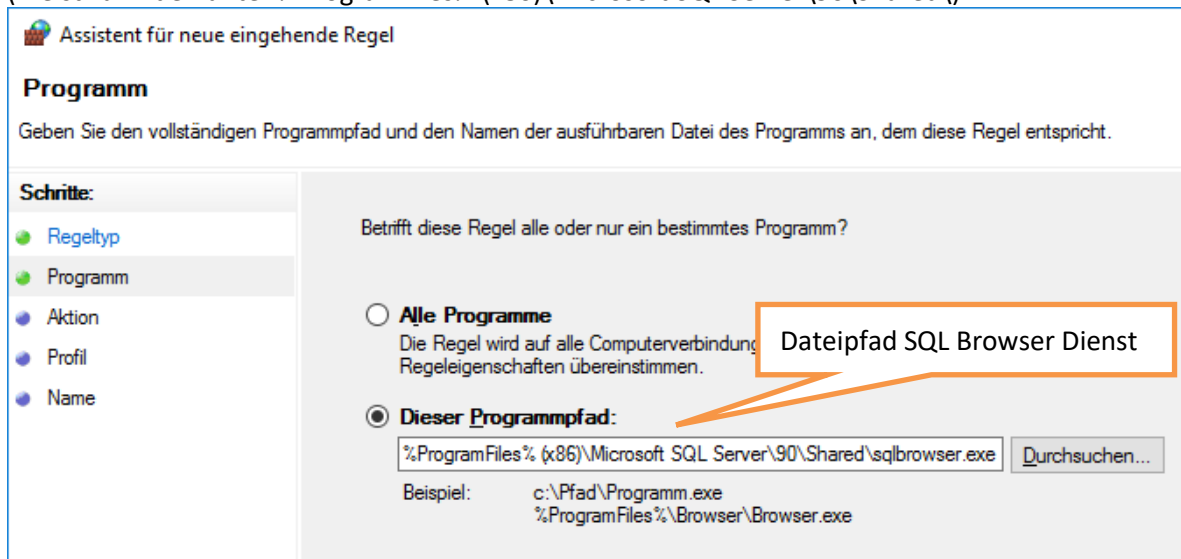 Assistent für neue eingehende Regel
Programm
Geben Sie den vollständigen Programmpfad und den Namen der ausführbaren Datei des Programms an, dem diese Regel entspricht.
Schritte:
Regeltyp
Programm
Aktion
Profil
Name
Betrifft diese Regel alle oder nur ein bestimmtes Programm?
Alle Programme
Die Regel wird auf alle Computerverbindung
Regeleigenschaften übereinstimmen.
Dateipfad SQL Browser Dienst
Dieser Programmpfad:
%ProgramFiles% (x86)\Microsoft SQL Server\90\Shared\sqlbrowser.exe
Durchsuchen...
Beispiel: c:\Pfad\Programm.exe
%ProgramFiles%\Browser\Browser.exe